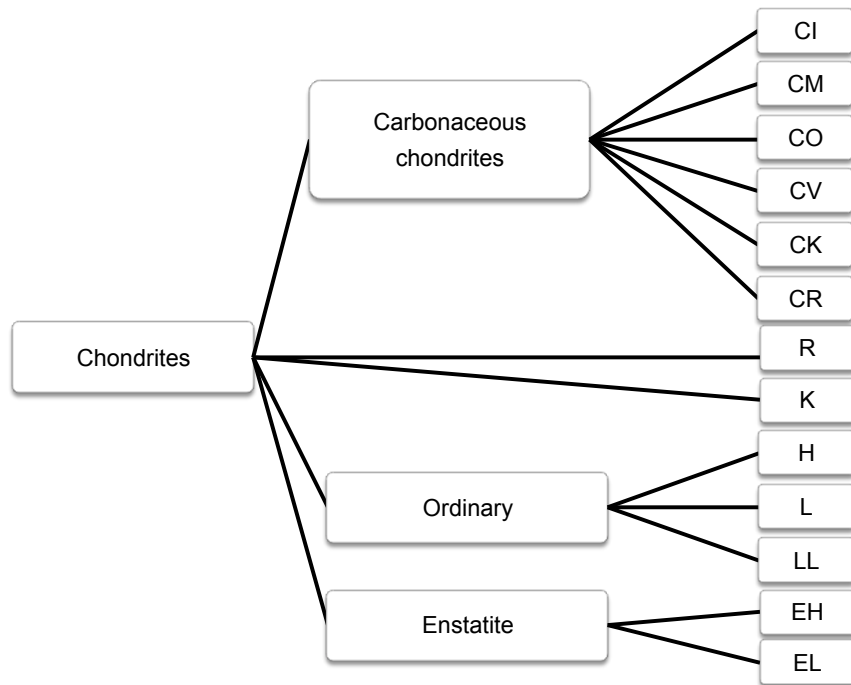 Chondrites
Carbonaceous
chondrites
CI
CM
CO
CV
CK
CR
R
K
Ordinary
H
L
LL
Enstatite
EH
EL